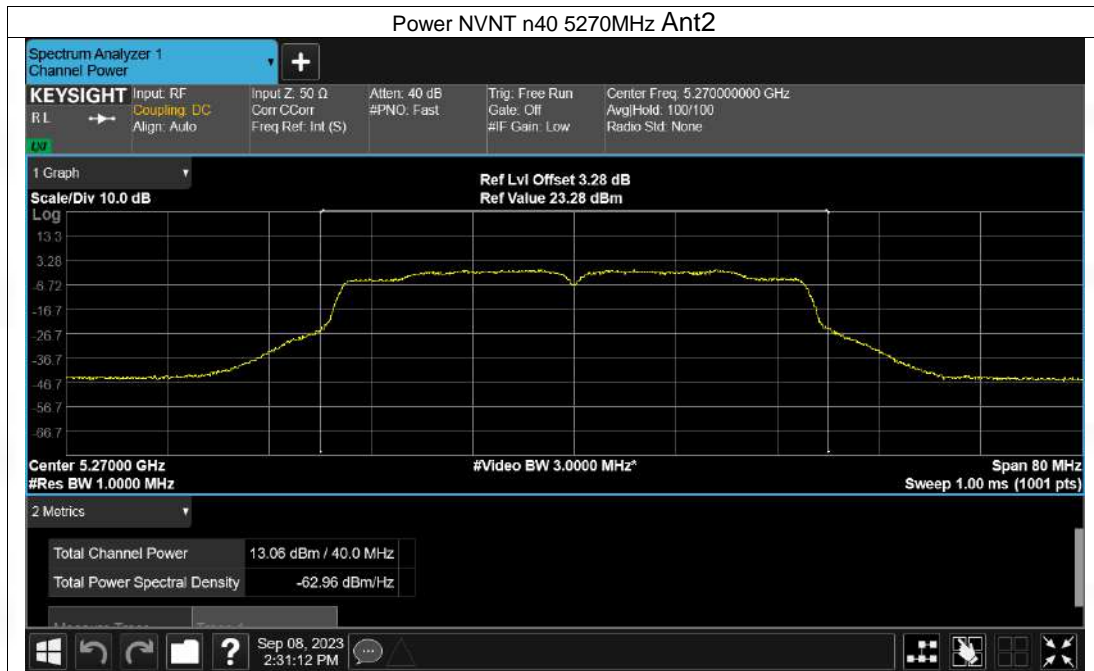 Power NVNT n40 5270MHz Ant2
Spectrum Analyzer 1
Channel Power
+
KEYSIGHT
R L
LXI
Input: RF
Coupling: DC
Align: Auto
Input Z: 50 Ω
Corr CCorr
Freq Ref: Int (S)
Atten: 40 dB
#PNO: Fast
Trig: Free Run
Gate: Off
#IF Gain: Low
Center Freq: 5.270000000 GHz
Avg|Hold: 100/100
Radio Std: None
1 Graph
Scale/Div 10.0 dB
Ref Lvl Offset 3.28 dB
Ref Value 23.28 dBm
Log
13.3
3.28
-6.72
-16.7
-26.7
-36.7
-46.7
-56.7
-66.7
Center 5.27000 GHz
#Res BW 1.0000 MHz
#Video BW 3.0000 MHz*
Span 80 MHz
Sweep 1.00 ms (1001 pts)
2 Metrics
Total Channel Power 13.06 dBm / 40.0 MHz
Total Power Spectral Density -62.96 dBm/Hz
?
Sep 08, 2023
2:31:12 PM